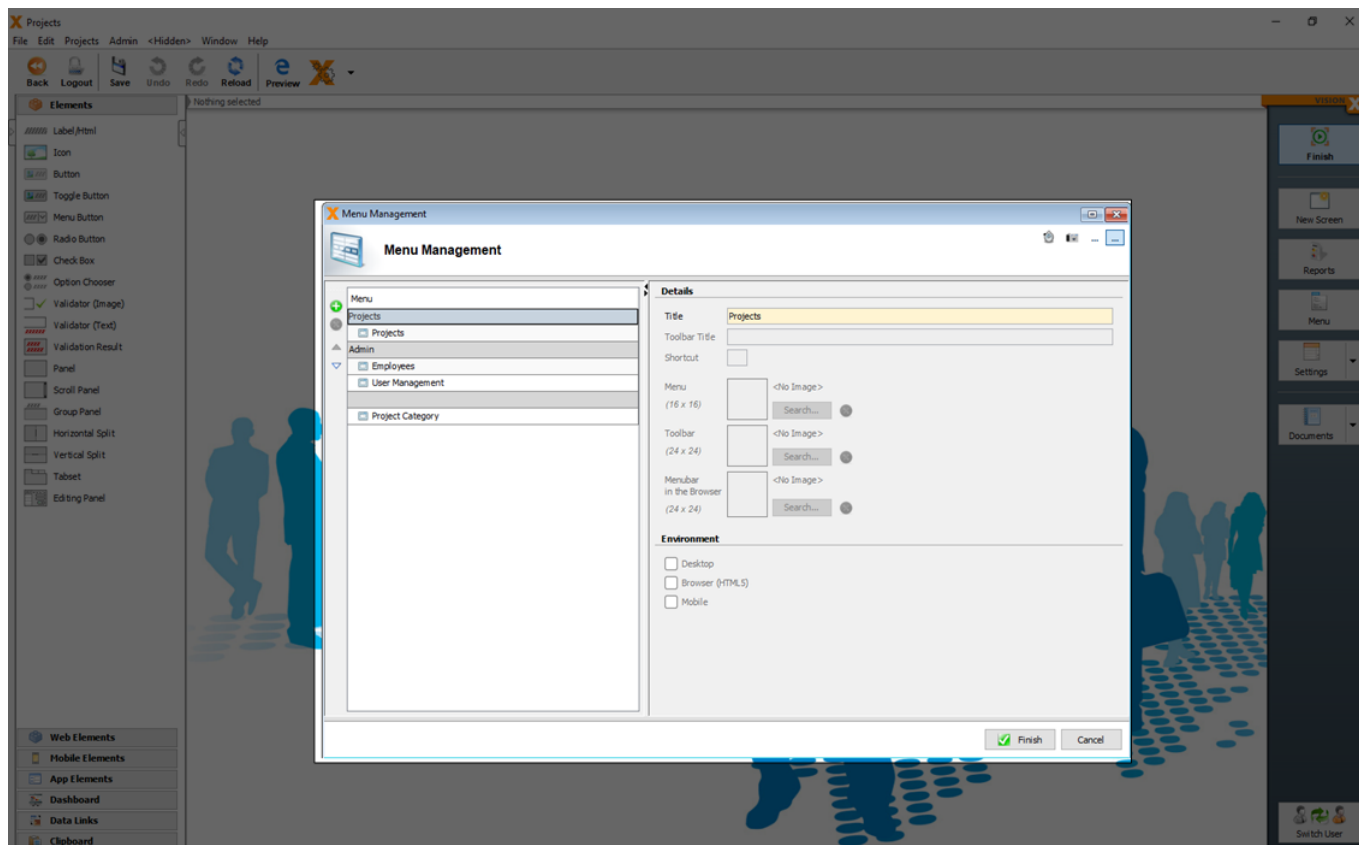 Projects
File Edit Projects Admin <Hidden> Window Help
Back Logout Save Undo Redo Reload Preview
Elements
Nothing selected
Label/Html
Icon
Button
Toggle Button
Menu Button
Radio Button
Check Box
Option Chooser
Validator (Image)
Validator (Text)
Validation Result
Panel
Scroll Panel
Group Panel
Horizontal Split
Vertical Split
Tabset
Editing Panel
Web Elements
Mobile Elements
App Elements
Dashboard
Data Links
Clipboard
Menu Management
Menu Management
Menu
Projects
Projects
Admin
Employees
User Management
Project Category
Details
Title Projects
Toolbar Title
Shortcut
Menu <No Image>
(16 x 16) Search...
Toolbar <No Image>
(24 x 24) Search...
Menubar <No Image>
in the Browser
(24 x 24) Search...
Environment
Desktop
Browser (HTML5)
Mobile
Finish Cancel
VISION X
Finish
New Screen
Reports
Menu
Settings
Documents
Switch User